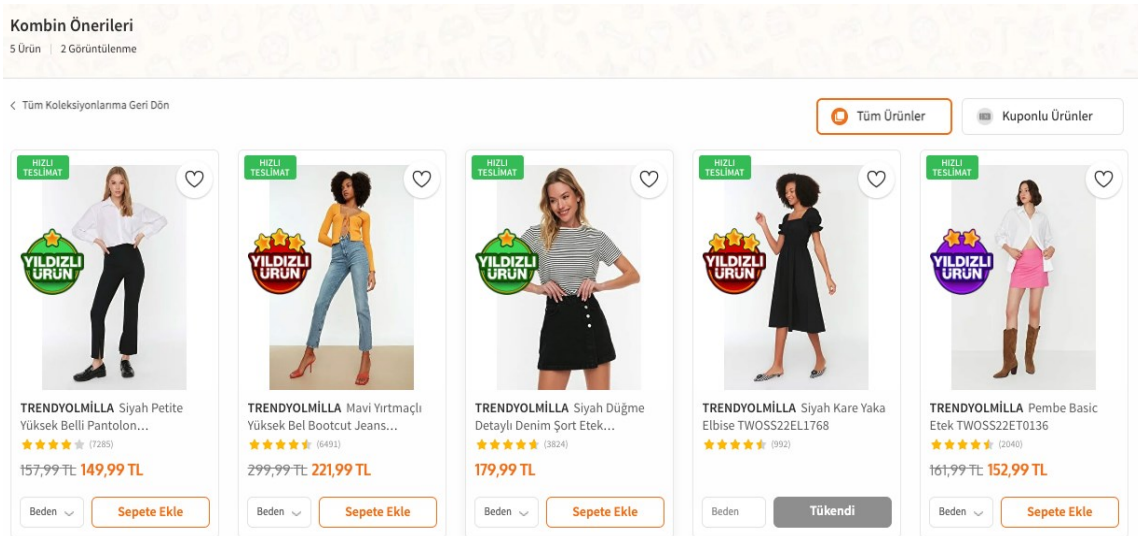 Kombin Önerileri
5 Ürün | 2 Görüntülenme
< Tüm Koleksiyonlarıma Geri Dön
Tüm Ürünler
Kuponlu Ürünler
HIZLI
TESLİMAT
YILDIZLI
ÜRÜN
TRENDYOLMİLLA Siyah Petite
Yüksek Belli Pantolon...
(7285)
157,99 TL 149,99 TL
Beden
Sepete Ekle
HIZLI
TESLİMAT
YILDIZLI
ÜRÜN
TRENDYOLMİLLA Mavi Yırtmaçlı
Yüksek Bel Bootcut Jeans...
(6491)
299,99 TL 221,99 TL
Beden
Sepete Ekle
HIZLI
TESLİMAT
YILDIZLI
ÜRÜN
TRENDYOLMİLLA Siyah Düğme
Detaylı Denim Şort Etek...
(3824)
179,99 TL
Beden
Sepete Ekle
HIZLI
TESLİMAT
YILDIZLI
ÜRÜN
TRENDYOLMİLLA Siyah Kare Yaka
Elbise TWOSS22EL1768
(992)
Beden
Tükendi
HIZLI
TESLİMAT
YILDIZLI
ÜRÜN
TRENDYOLMİLLA Pembe Basic
Etek TWOSS22ET0136
(2040)
161,99 TL 152,99 TL
Beden
Sepete Ekle